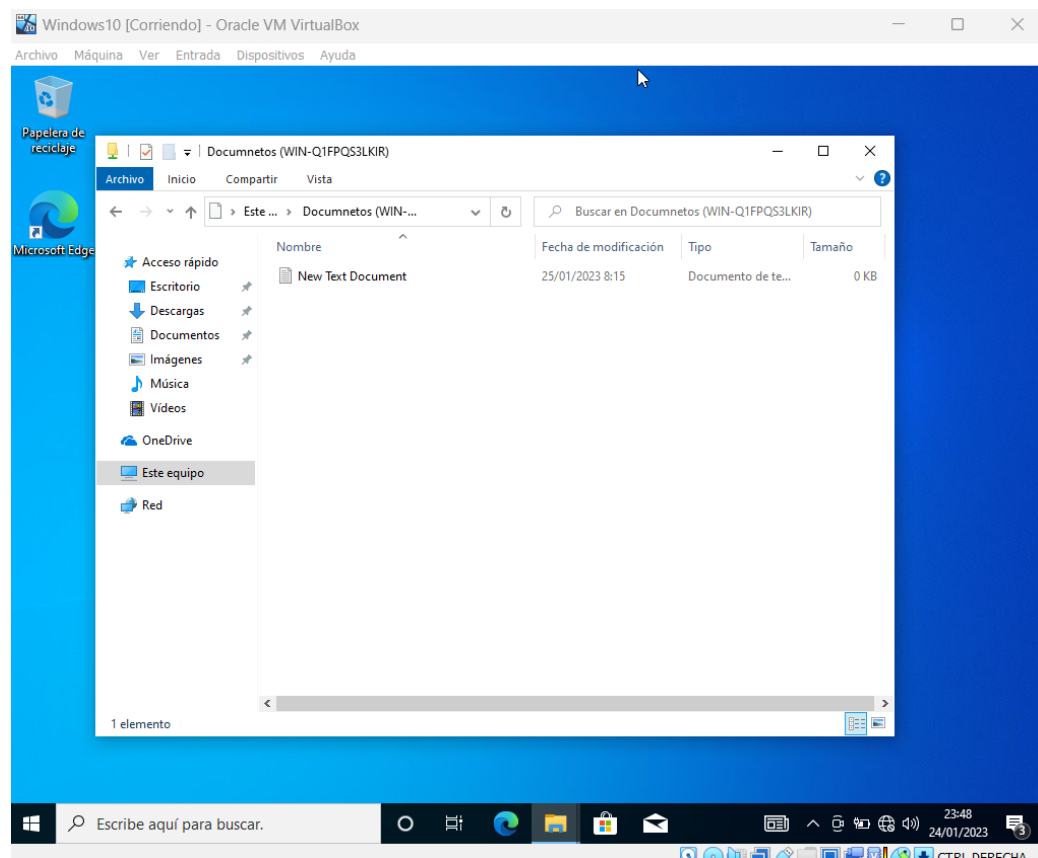 Windows10 [Corriendo] - Oracle VM VirtualBox
Archivo Máquina Ver Entrada Dispositivos Ayuda
Papelera de
reciclaje
Microsoft Edge
Documnetos (WIN-Q1FPQS3LKIR)
Archivo Inicio Compartir Vista
Este ... > Documnetos (WIN-...
Buscar en Documnetos (WIN-Q1FPQS3LKIR)
Nombre Fecha de modificación Tipo Tamaño
New Text Document 25/01/2023 8:15 Documento de te... 0 KB
Acceso rápido
Escritorio
Descargas
Documentos
Imágenes
Música
Vídeos
OneDrive
Este equipo
Red
1 elemento
Escribe aquí para buscar.
23:48
24/01/2023
3
CTRL DERECHA